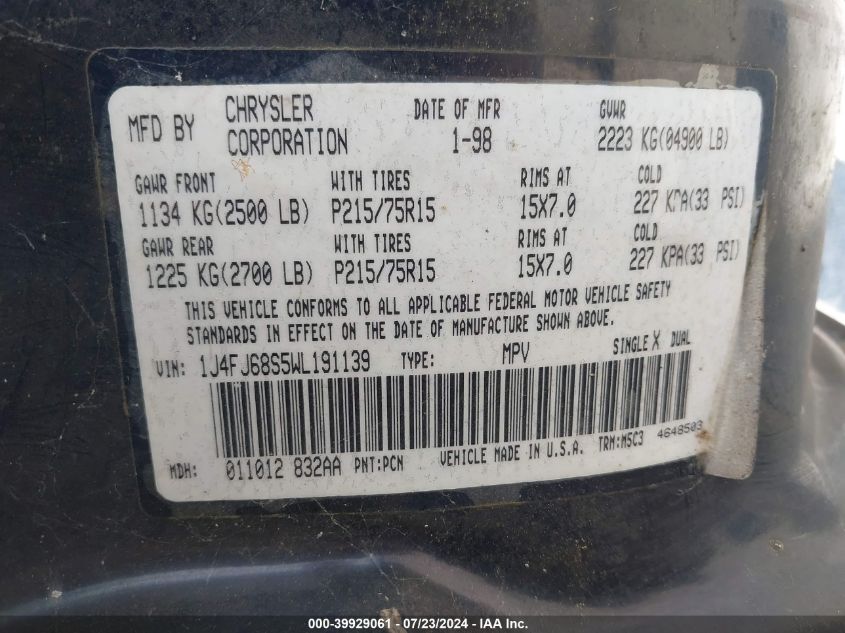 MFD BY CHRYSLER CORPORATION DATE OF MFR 1-98 GVWR 2223 KG(04900 LB)
GAWR FRONT WITH TIRES RIMS AT COLD
1134 KG(2500 LB) P215/75R15 15X7.0 227 KPA(33 PSI)
GAWR REAR WITH TIRES RIMS AT COLD
1225 KG(2700 LB) P215/75R15 15X7.0 227 KPA(33 PSI)
THIS VEHICLE CONFORMS TO ALL APPLICABLE FEDERAL MOTOR VEHICLE SAFETY
STANDARDS IN EFFECT ON THE DATE OF MANUFACTURE SHOWN ABOVE.
VIN: 1J4FJ68S5WL191139 TYPE: MPV SINGLE X DUAL
MDH: 011012 832AA PNT:PCN VEHICLE MADE IN U.S.A. TRM:M5C3 4648503
000-39929061 - 07/23/2024 - IAAI.com